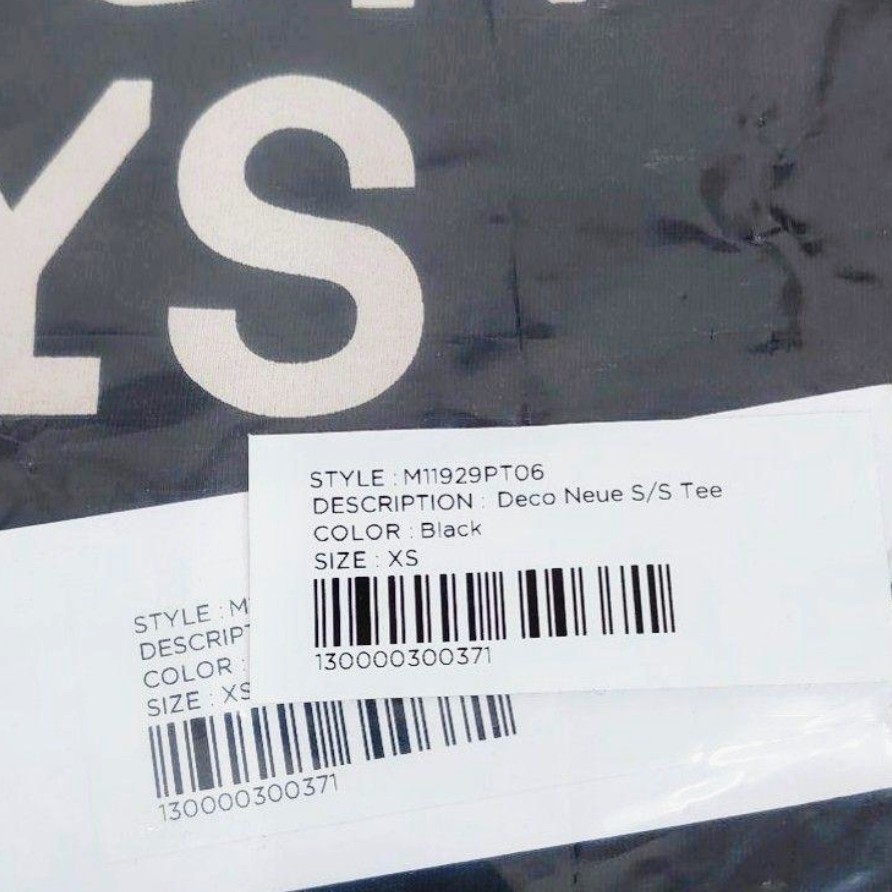 YS
STYLE : M11929PT06
DESCRIPTION : Deco Neue S/S Tee
COLOR : Black
SIZE : XS
130000300371
STYLE : M
DESCRIPT
COLOR :
SIZE : XS
130000300371